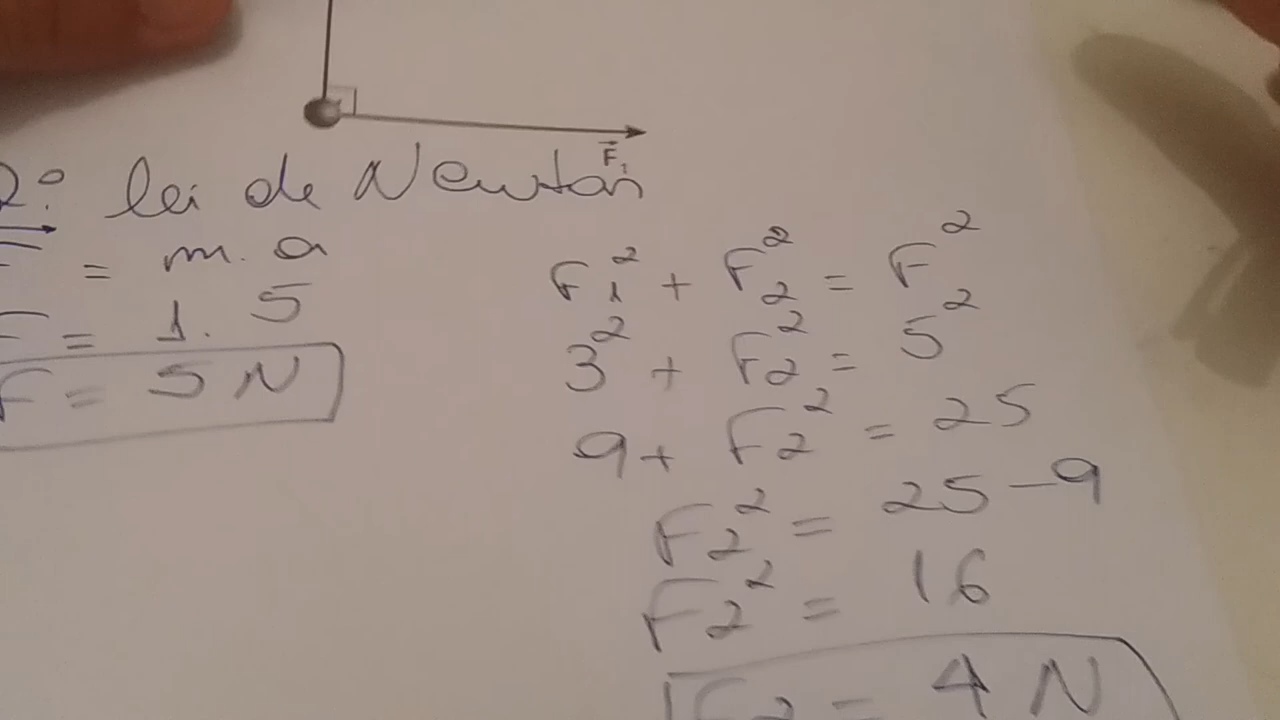 F₁
2º lei de Newton
F = m. a
F = 1. 5
F = 5 N
F1² + F2² = F²
3² + F2² = 5²
9 + F2² = 25
F2² = 25 - 9
F2² = 16
F2 = 4 N